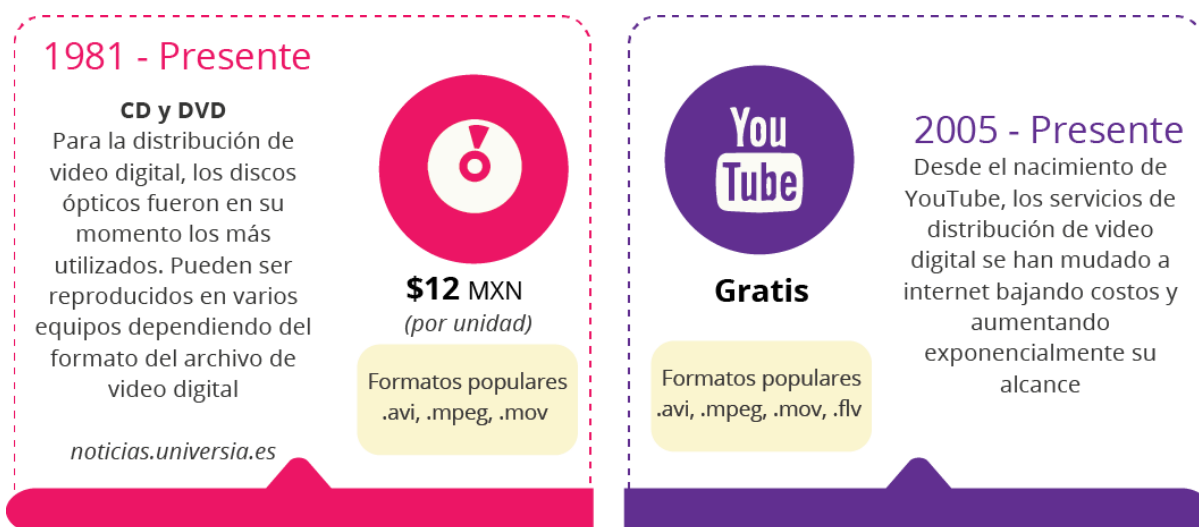 1981 - Presente
CD y DVD
Para la distribución de
video digital, los discos
ópticos fueron en su
momento los más
utilizados. Pueden ser
reproducidos en varios
equipos dependiendo del
formato del archivo de
video digital
noticias.universia.es
$12 MXN
(por unidad)
Formatos populares
.avi, .mpeg, .mov
You
Tube
Gratis
Formatos populares
.avi, .mpeg, .mov, .flv
2005 - Presente
Desde el nacimiento de
YouTube, los servicios de
distribución de video
digital se han mudado a
internet bajando costos y
aumentando
exponencialmente su
alcance